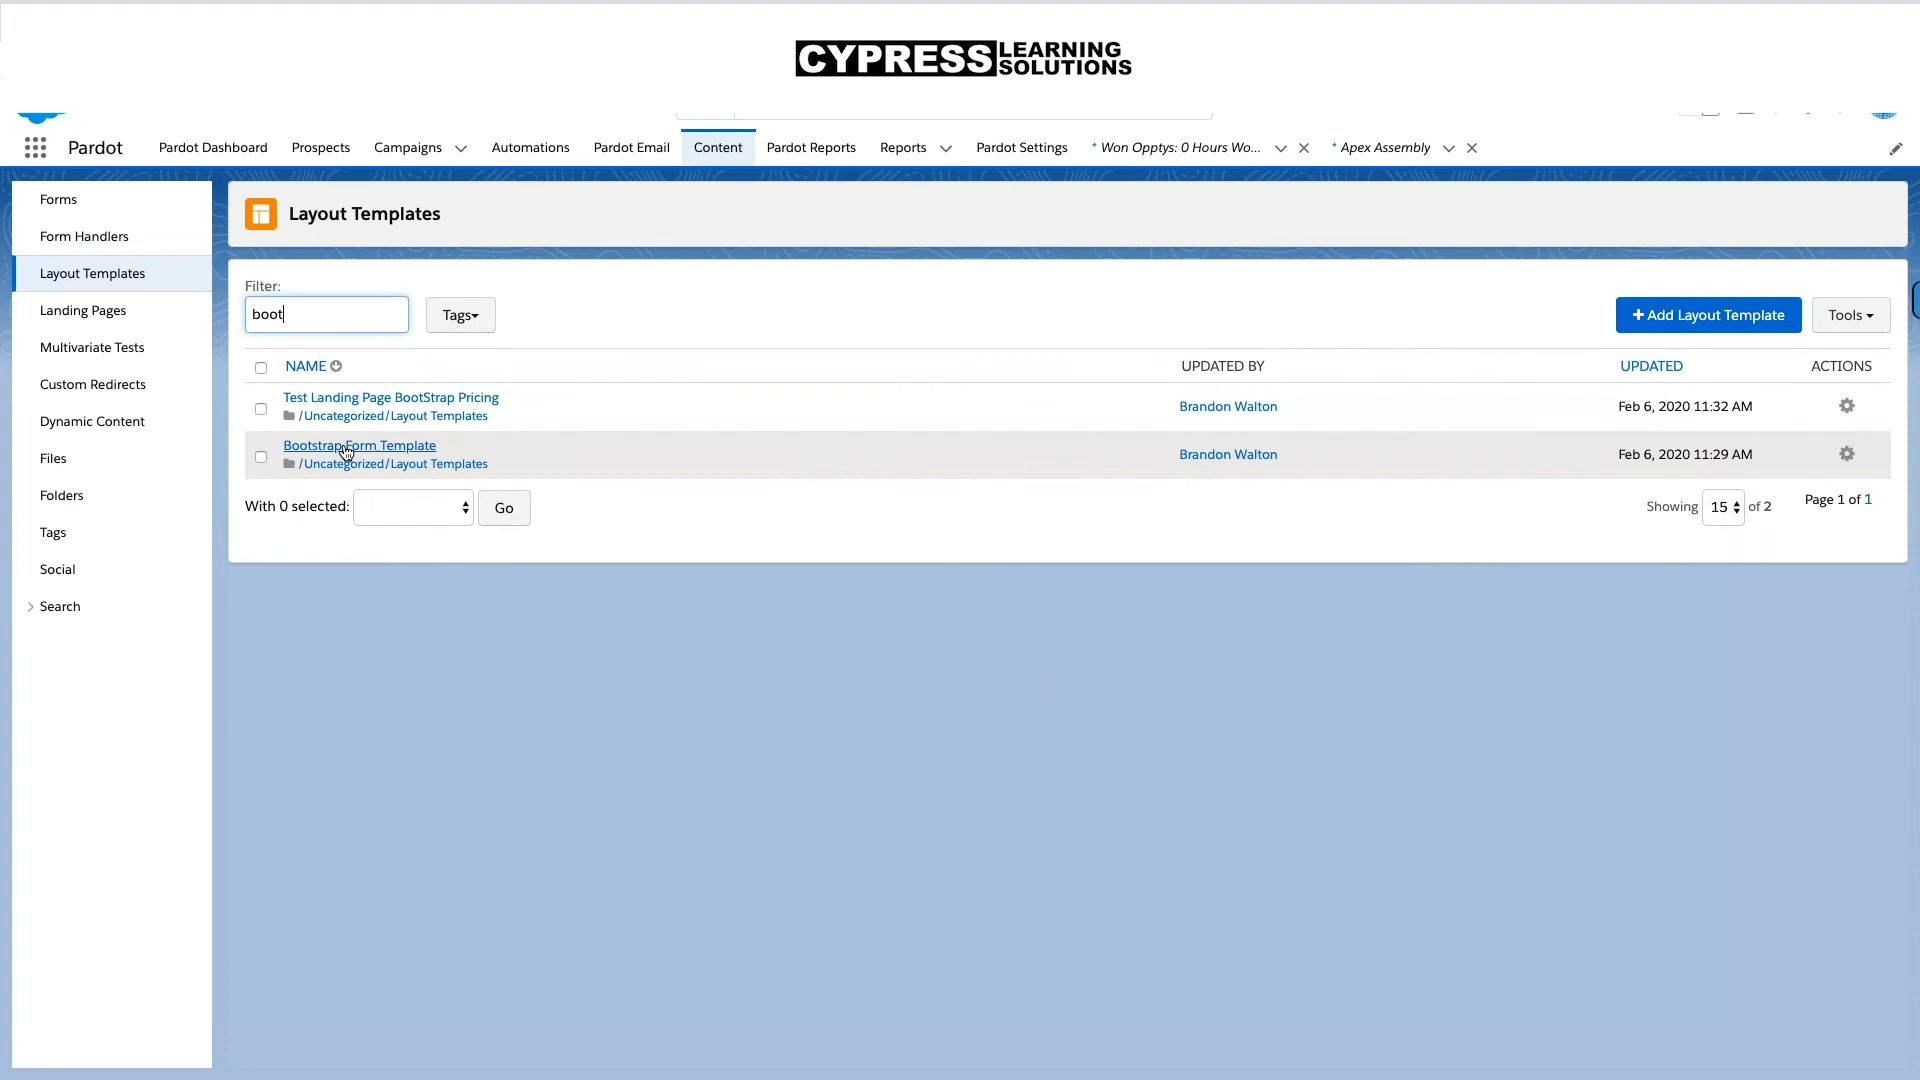 CYPRESS LEARNING SOLUTIONS
Pardot
Pardot Dashboard
Prospects
Campaigns
Automations
Pardot Email
Content
Pardot Reports
Reports
Pardot Settings
* Won Opptys: 0 Hours Wo...
* Apex Assembly
Forms
Form Handlers
Layout Templates
Landing Pages
Multivariate Tests
Custom Redirects
Dynamic Content
Files
Folders
Tags
Social
Search
Layout Templates
Filter:
boot
Tags
+ Add Layout Template
Tools
NAME
UPDATED BY
UPDATED
ACTIONS
Test Landing Page BootStrap Pricing
/Uncategorized/Layout Templates
Brandon Walton
Feb 6, 2020 11:32 AM
Bootstrap Form Template
/Uncategorized/Layout Templates
Brandon Walton
Feb 6, 2020 11:29 AM
With 0 selected:
Go
Showing 15 of 2
Page 1 of 1